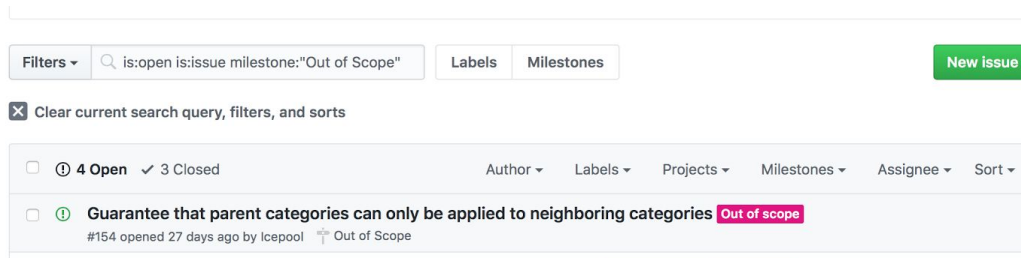 Filters is:open is:issue milestone:"Out of Scope" Labels Milestones New issue
Clear current search query, filters, and sorts
4 Open 3 Closed Author Labels Projects Milestones Assignee Sort
Guarantee that parent categories can only be applied to neighboring categories Out of scope
#154 opened 27 days ago by Icepool Out of Scope